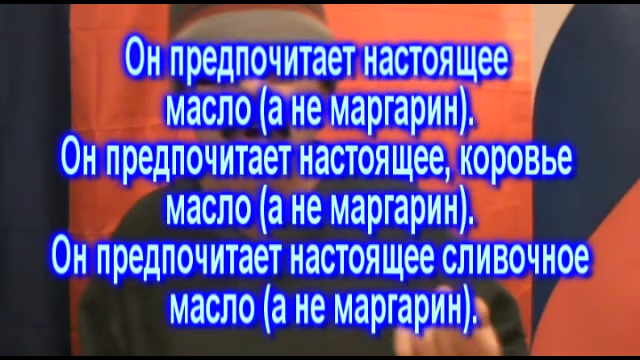 Он предпочитает настоящее
масло (а не маргарин).
Он предпочитает настоящее, коровье
масло (а не маргарин).
Он предпочитает настоящее сливочное
масло (а не маргарин).